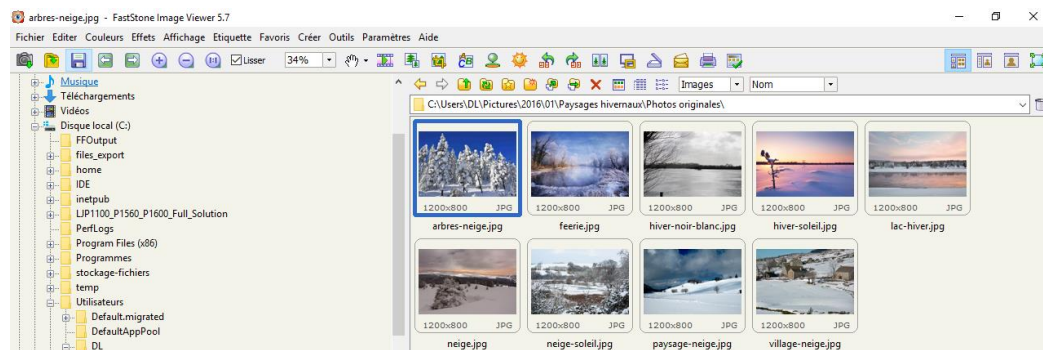 arbres-neige.jpg - FastStone Image Viewer 5.7
Fichier Editer Couleurs Effets Affichage Etiquette Favoris Créer Outils Paramètres Aide
Lisser 34%
Images Nom
C:\Users\DL\Pictures\2016\01\Paysages hivernaux\Photos originales\
Musique
Téléchargements
Vidéos
Disque local (C:)
FFOutput
files_export
home
IDE
inetpub
LJP1100_P1560_P1600_Full_Solution
PerfLogs
Program Files (x86)
Programmes
stockage-fichiers
temp
Utilisateurs
Default.migrated
DefaultAppPool
DL
1200x800 JPG 1200x800 JPG 1200x800 JPG 1200x800 JPG 1200x800 JPG
arbres-neige.jpg feerie.jpg hiver-noir-blanc.jpg hiver-soleil.jpg lac-hiver.jpg
1200x800 JPG 1200x800 JPG 1200x800 JPG 1200x800 JPG
neige.jpg neige-soleil.jpg paysage-neige.jpg village-neige.jpg